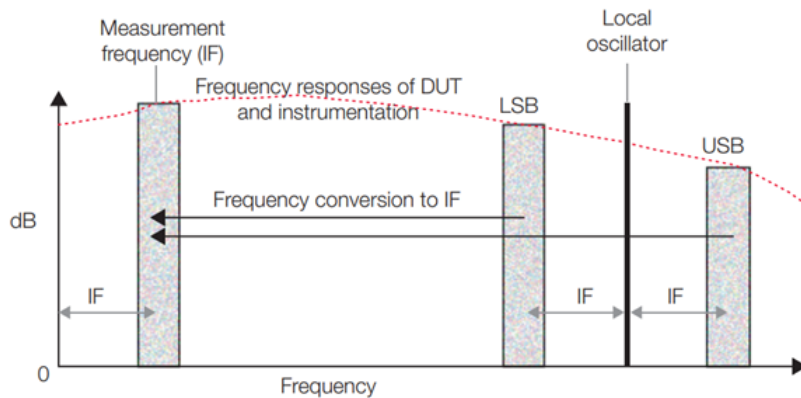 Measurement
frequency (IF)
Local
oscillator
Frequency responses of DUT
and instrumentation
LSB
USB
Frequency conversion to IF
dB
IF
IF
IF
0
Frequency